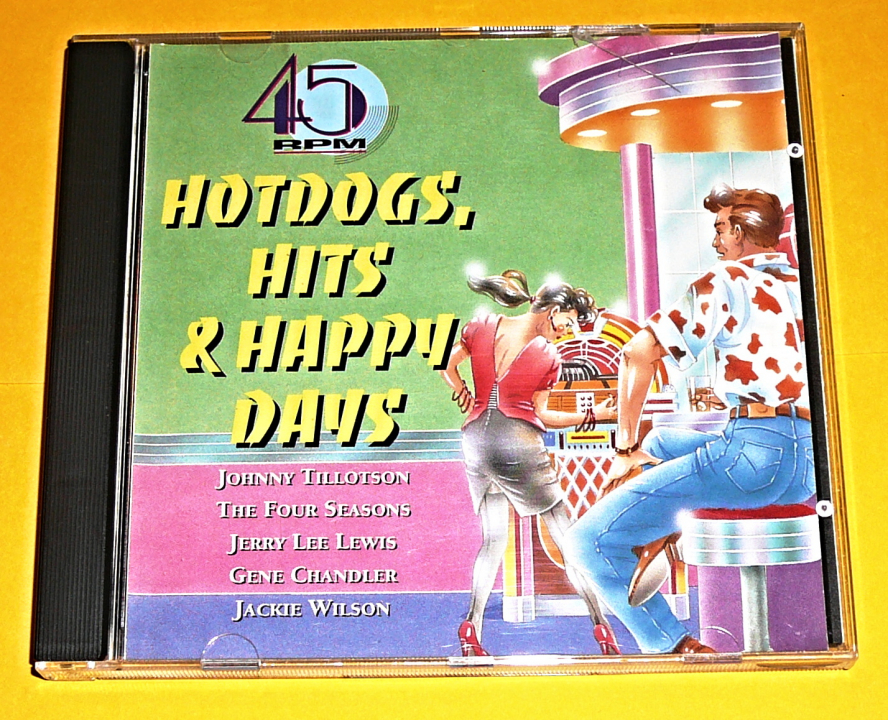 45
RPM
HOTDOGS,
HITS
& HAPPY
DAYS
JOHNNY TILLOTSON
THE FOUR SEASONS
JERRY LEE LEWIS
GENE CHANDLER
JACKIE WILSON